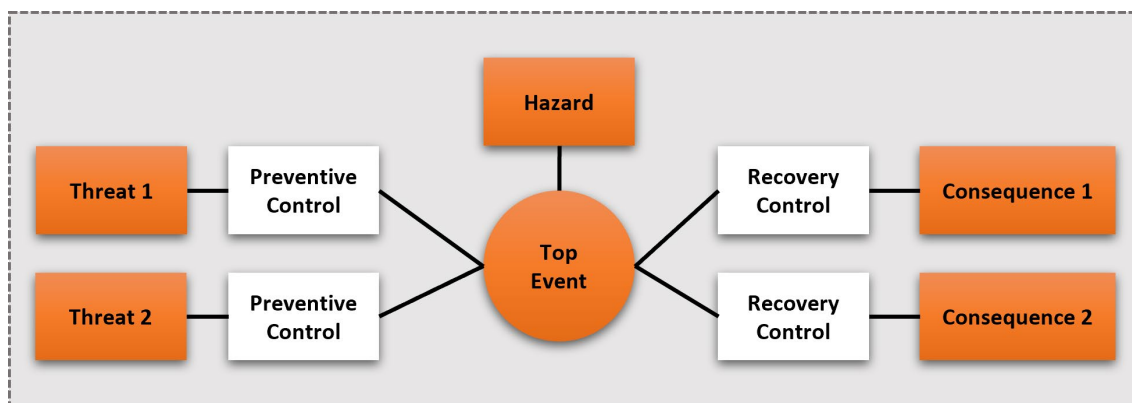 Hazard
Threat 1
Preventive
Control
Recovery
Control
Consequence 1
Top
Event
Threat 2
Preventive
Control
Recovery
Control
Consequence 2